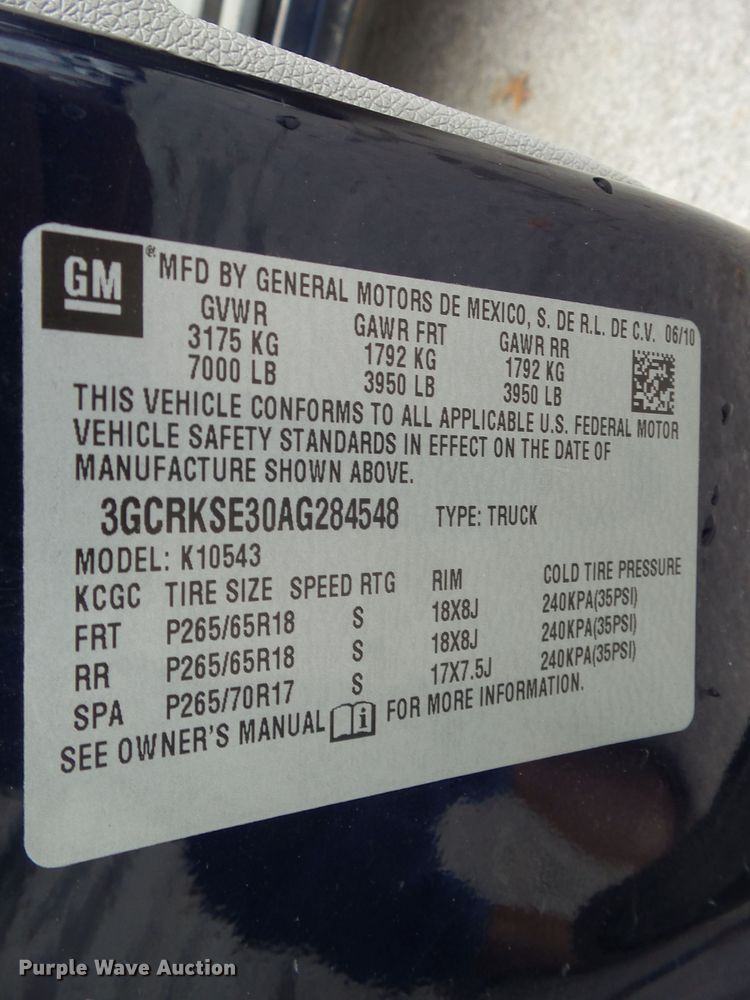 GM
® MFD BY GENERAL MOTORS DE MEXICO, S. DE R.L. DE C.V. 06/10
GVWR GAWR FRT GAWR RR
3175 KG 1792 KG 1792 KG
7000 LB 3950 LB 3950 LB
THIS VEHICLE CONFORMS TO ALL APPLICABLE U.S. FEDERAL MOTOR
VEHICLE SAFETY STANDARDS IN EFFECT ON THE DATE OF
MANUFACTURE SHOWN ABOVE.
3GCRKSE30AG284548 TYPE: TRUCK
MODEL: K10543
KCGC TIRE SIZE SPEED RTG RIM COLD TIRE PRESSURE
FRT P265/65R18 S 18X8J 240KPA(35PSI)
RR P265/65R18 S 18X8J 240KPA(35PSI)
SPA P265/70R17 S 17X7.5J 240KPA(35PSI)
SEE OWNER'S MANUAL i FOR MORE INFORMATION.
Purple Wave Auction